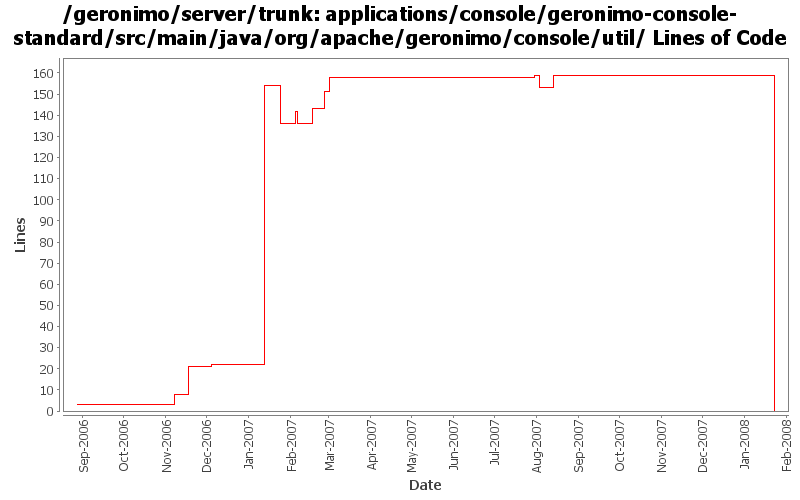 /geronimo/server/trunk: applications/console/geronimo-console-
standard/src/main/java/org/apache/geronimo/console/util/ Lines of Code
160
150
140
130
120
110
100
90
80
70
60
50
40
30
20
10
0
Lines
Sep-2006
Oct-2006
Nov-2006
Dec-2006
Jan-2007
Feb-2007
Mar-2007
Apr-2007
May-2007
Jun-2007
Jul-2007
Aug-2007
Sep-2007
Oct-2007
Nov-2007
Dec-2007
Jan-2008
Feb-2008
Date